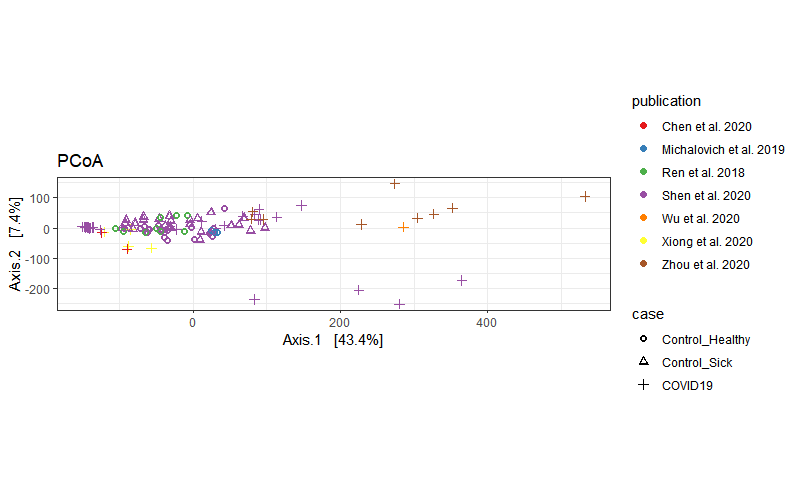 PCoA
Axis.2 [7.4%]
100
0
-100
-200
0
200
400
Axis.1 [43.4%]
publication
Chen et al. 2020
Michalovich et al. 2019
Ren et al. 2018
Shen et al. 2020
Wu et al. 2020
Xiong et al. 2020
Zhou et al. 2020
case
Control_Healthy
Control_Sick
COVID19